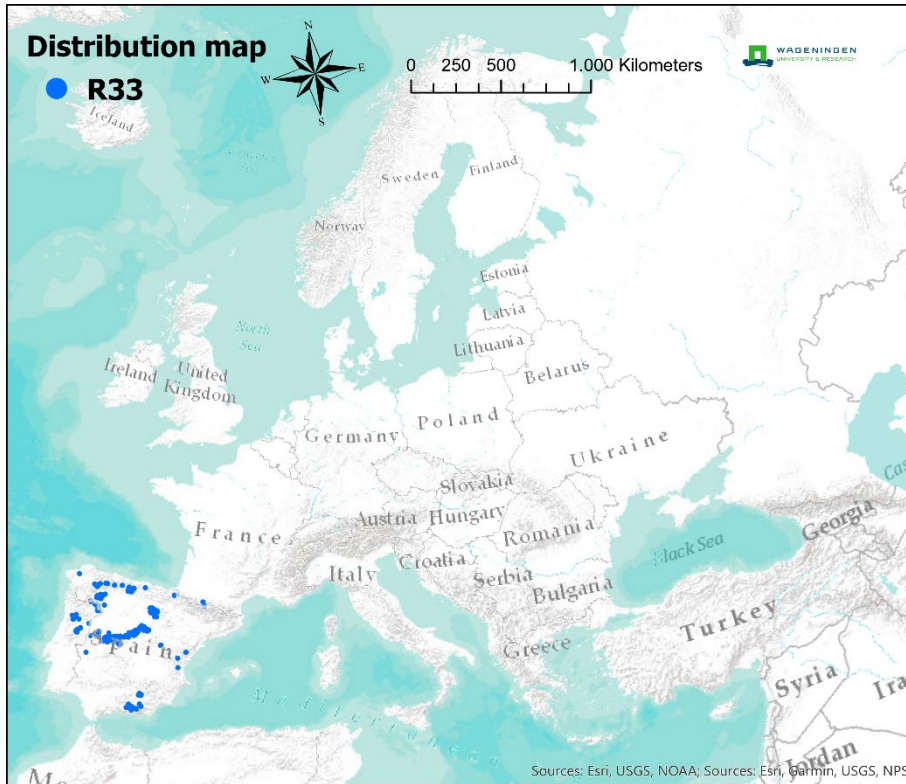 Distribution map
R33
N
W
E
S
0 250 500 1.000 Kilometers
WAGENINGEN
UNIVERSITY & RESEARCH
Iceland
Sweden
Finland
Norway
Estonia
North
Sea
Latvia
Lithuania
Ireland
United
Kingdom
Belarus
Poland
Germany
Ukraine
Slovakia
France
Austria
Hungary
Romania
Cas
Georgia
Croatia
Italy
Black Sea
Serbia
Bulgaria
Turkey
Spain
Greece
Syria
Ira
Mediterranean
Jordan
Sources: Esri, USGS, NOAA; Sources: Esri, Garmin, USGS, NPS